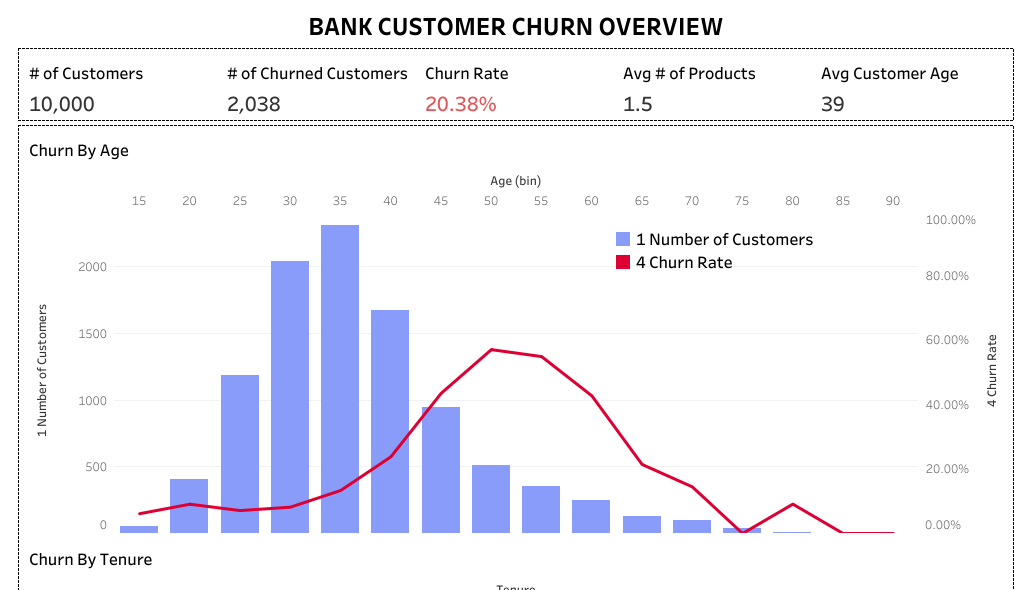 BANK CUSTOMER CHURN OVERVIEW
# of Customers # of Churned Customers Churn Rate Avg # of Products Avg Customer Age
10,000 2,038 20.38% 1.5 39
Churn By Age
Age (bin)
15 20 25 30 35 40 45 50 55 60 65 70 75 80 85 90
1 Number of Customers
2000
1500
1000
500
0
1 Number of Customers
4 Churn Rate
100.00%
80.00%
60.00%
40.00%
20.00%
0.00%
4 Churn Rate
Churn By Tenure
Tenure